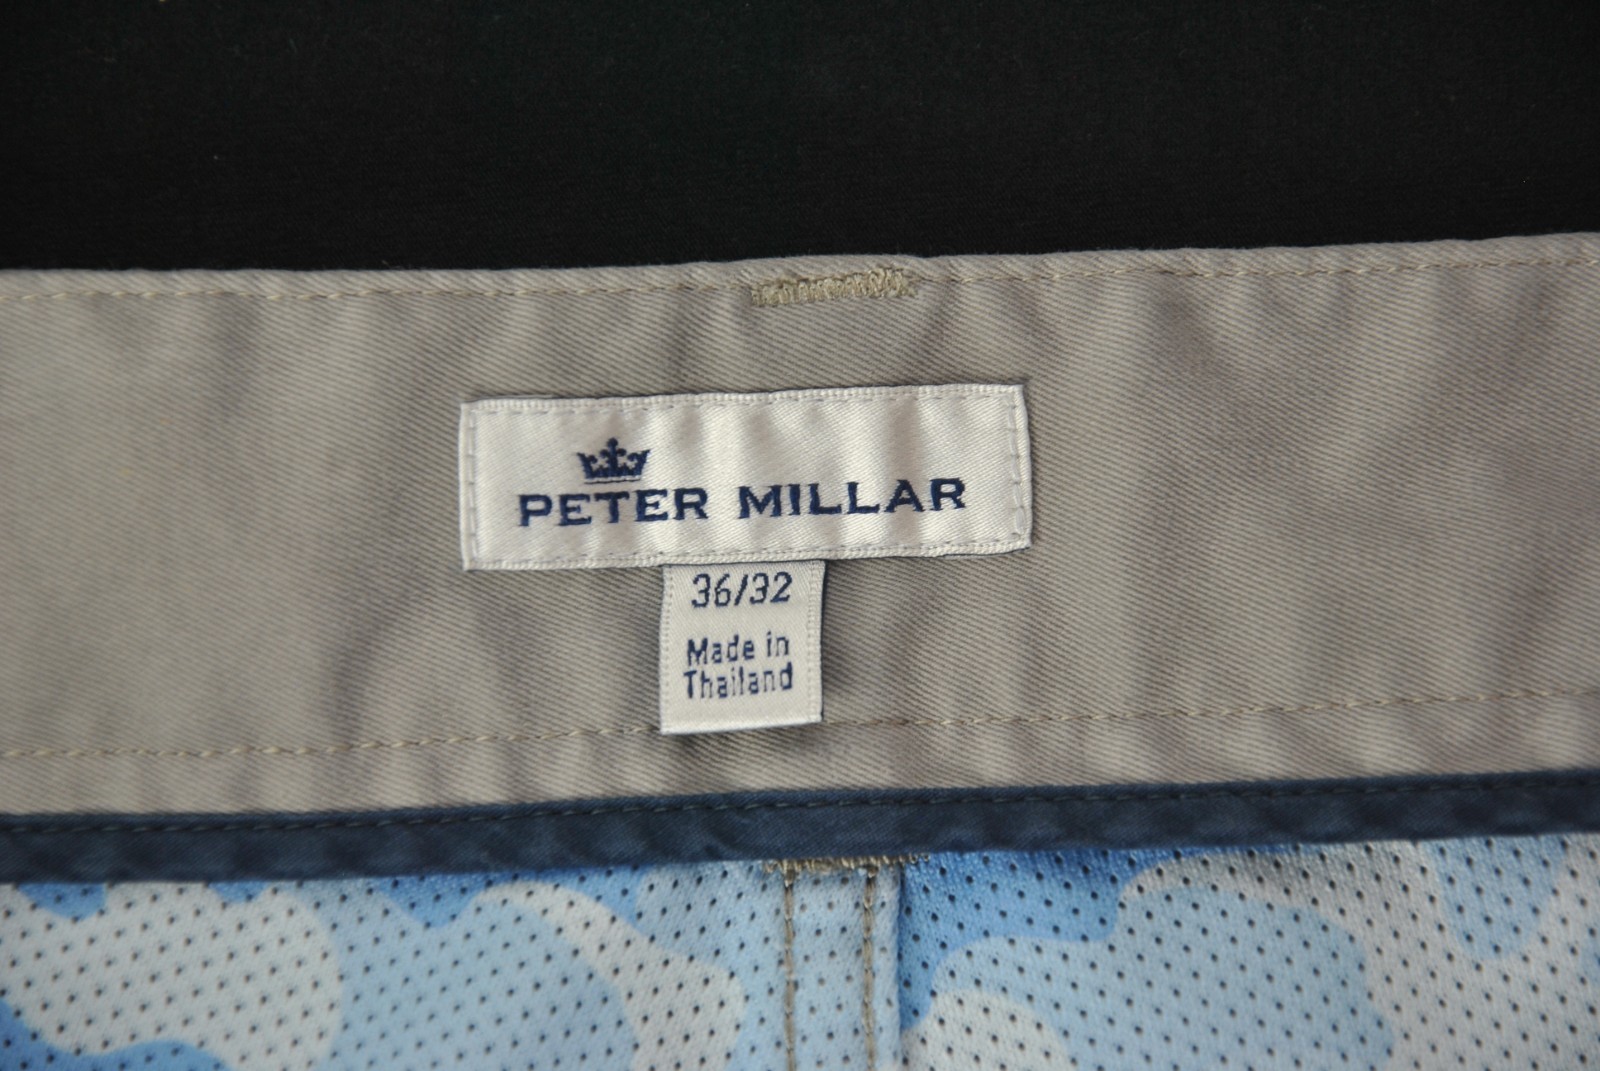 PETER MILLAR
36/32
Made in
Thailand